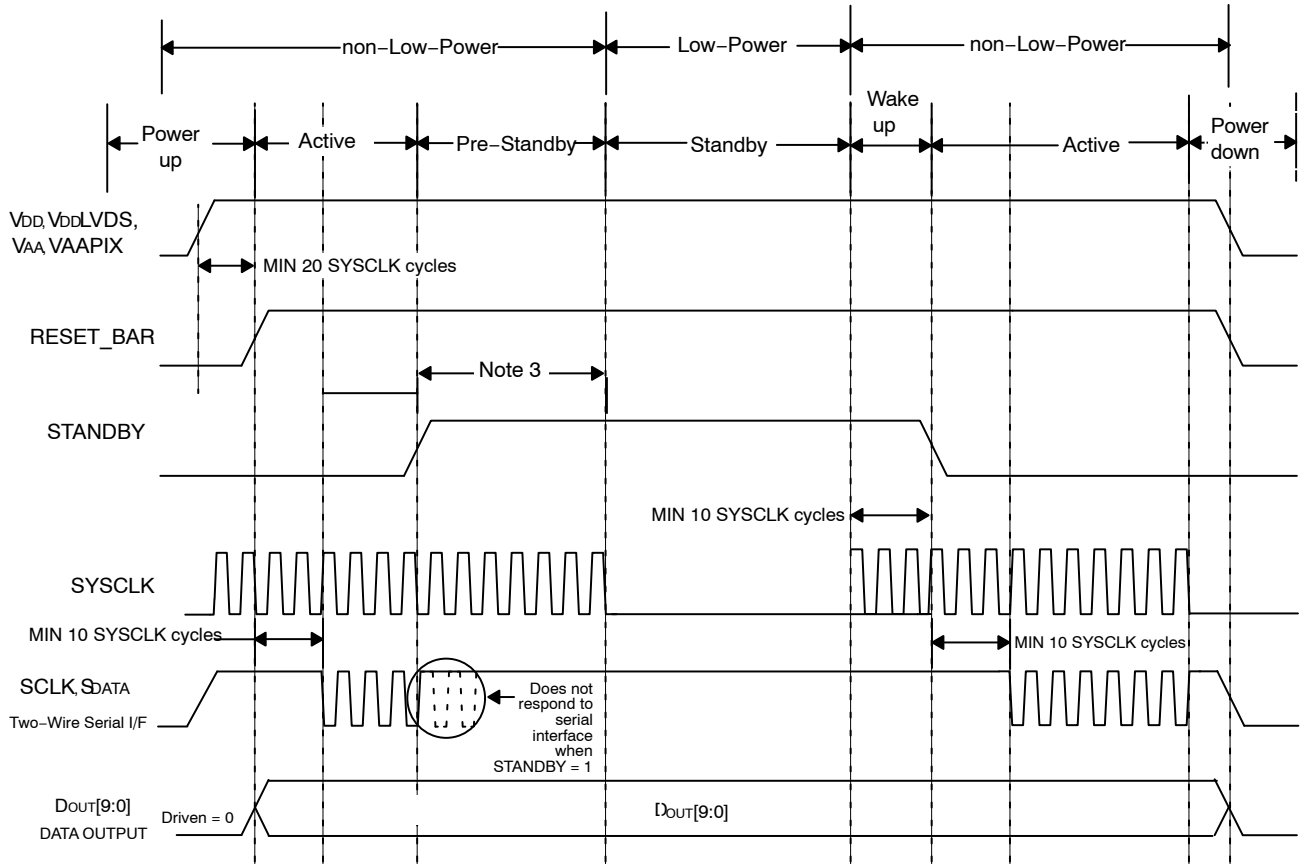 non−Low−Power
Low−Power
non−Low−Power
Power
up
Active
Pre−Standby
Standby
Wake
up
Active
Power
down
VDD, VDDLVDS,
VAA, VAAPIX
MIN 20 SYSCLK cycles
RESET_BAR
Note 3
STANDBY
MIN 10 SYSCLK cycles
SYSCLK
MIN 10 SYSCLK cycles
MIN 10 SYSCLK cycles
SCLK, SDATA
Two−Wire Serial I/F
Does not
respond to
serial
interface
when
STANDBY = 1
DOUT[9:0]
DATA OUTPUT
Driven = 0
DOUT[9:0]